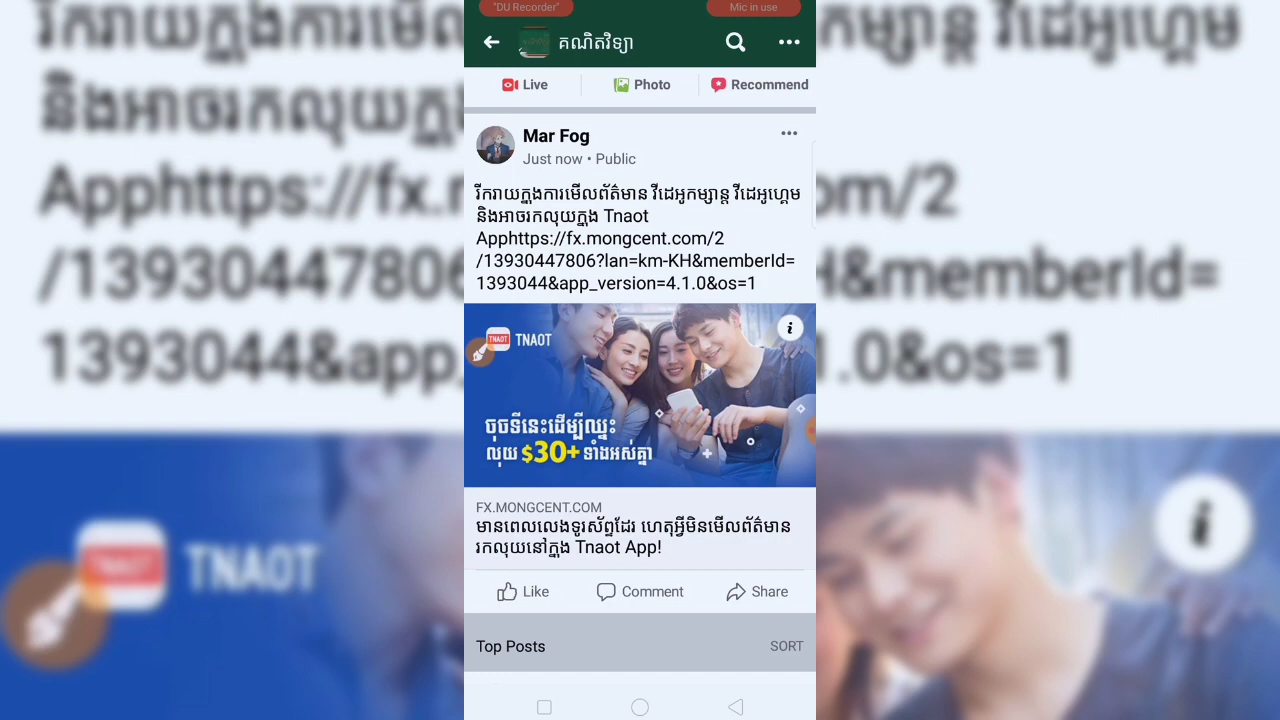 "DU Recorder"
Mic in use
គណិតវិទ្យា
Live
Photo
Recommend
Mar Fog
Just now • Public
រីករាយក្នុងការមើលព័ត៌មាន វីដេអូកម្សាន្ត វីដេអូហ្គេម
និងអាចរកលុយក្នុង Tnaot
Apphttps://fx.mongcent.com/2
/13930447806?lan=km-KH&memberId=
1393044&app_version=4.1.0&os=1
TNAOT
TNAOT
ចុចទីនេះដើម្បីឈ្នះ
លុយ $30+ ទាំងអស់គ្នា
FX.MONGCENT.COM
មានពេលលេងទូរស័ព្ទដែរ ហេតុអ្វីមិនមើលព័ត៌មាន
រកលុយនៅក្នុង Tnaot App!
Like
Comment
Share
Top Posts
SORT